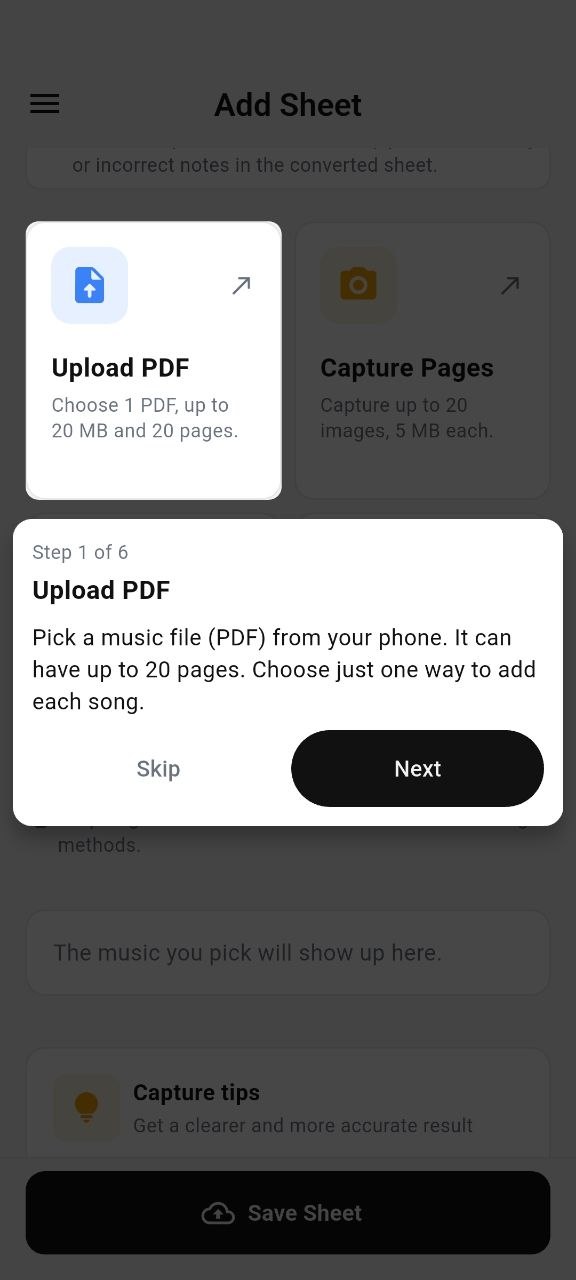 Add Sheet
or incorrect notes in the converted sheet.
Upload PDF
Choose 1 PDF, up to
20 MB and 20 pages.
Capture Pages
Capture up to 20
images, 5 MB each.
Step 1 of 6
Upload PDF
Pick a music file (PDF) from your phone. It can
have up to 20 pages. Choose just one way to add
each song.
Skip
Next
methods.
The music you pick will show up here.
Capture tips
Get a clearer and more accurate result
Save Sheet